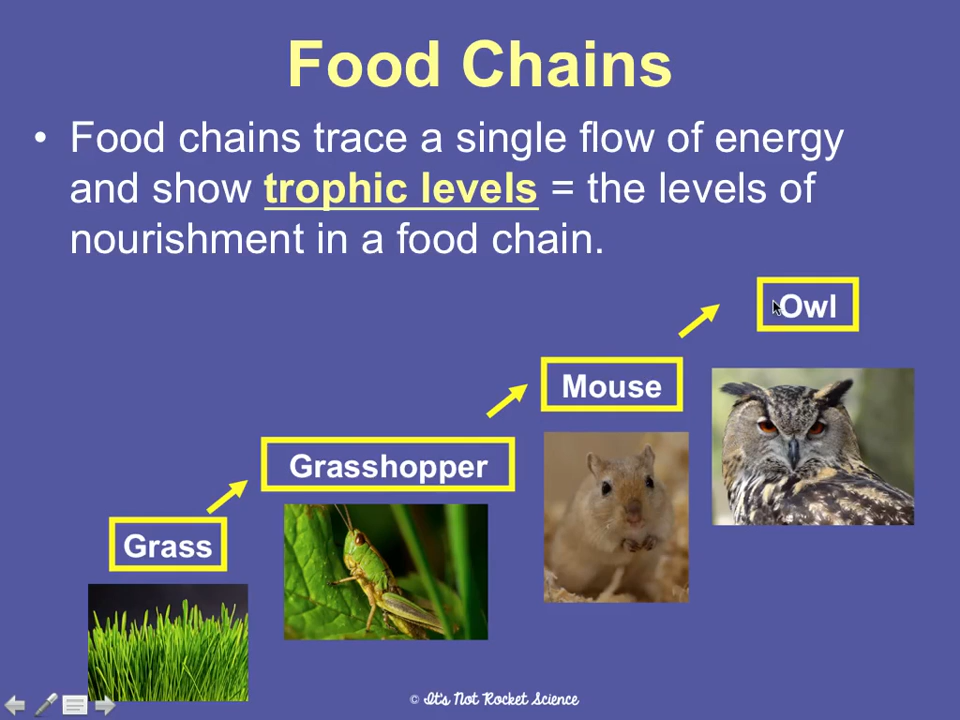 Food Chains
• Food chains trace a single flow of energy
and show trophic levels = the levels of
nourishment in a food chain.
Owl
Mouse
Grasshopper
Grass
© It's Not Rocket Science